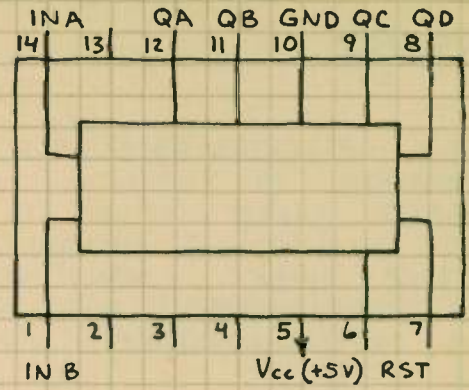 INA QA QB GND QC QD
14 13 12 11 10 9 8
1 2 3 4 5 6 7
IN B Vcc (+5V) RST